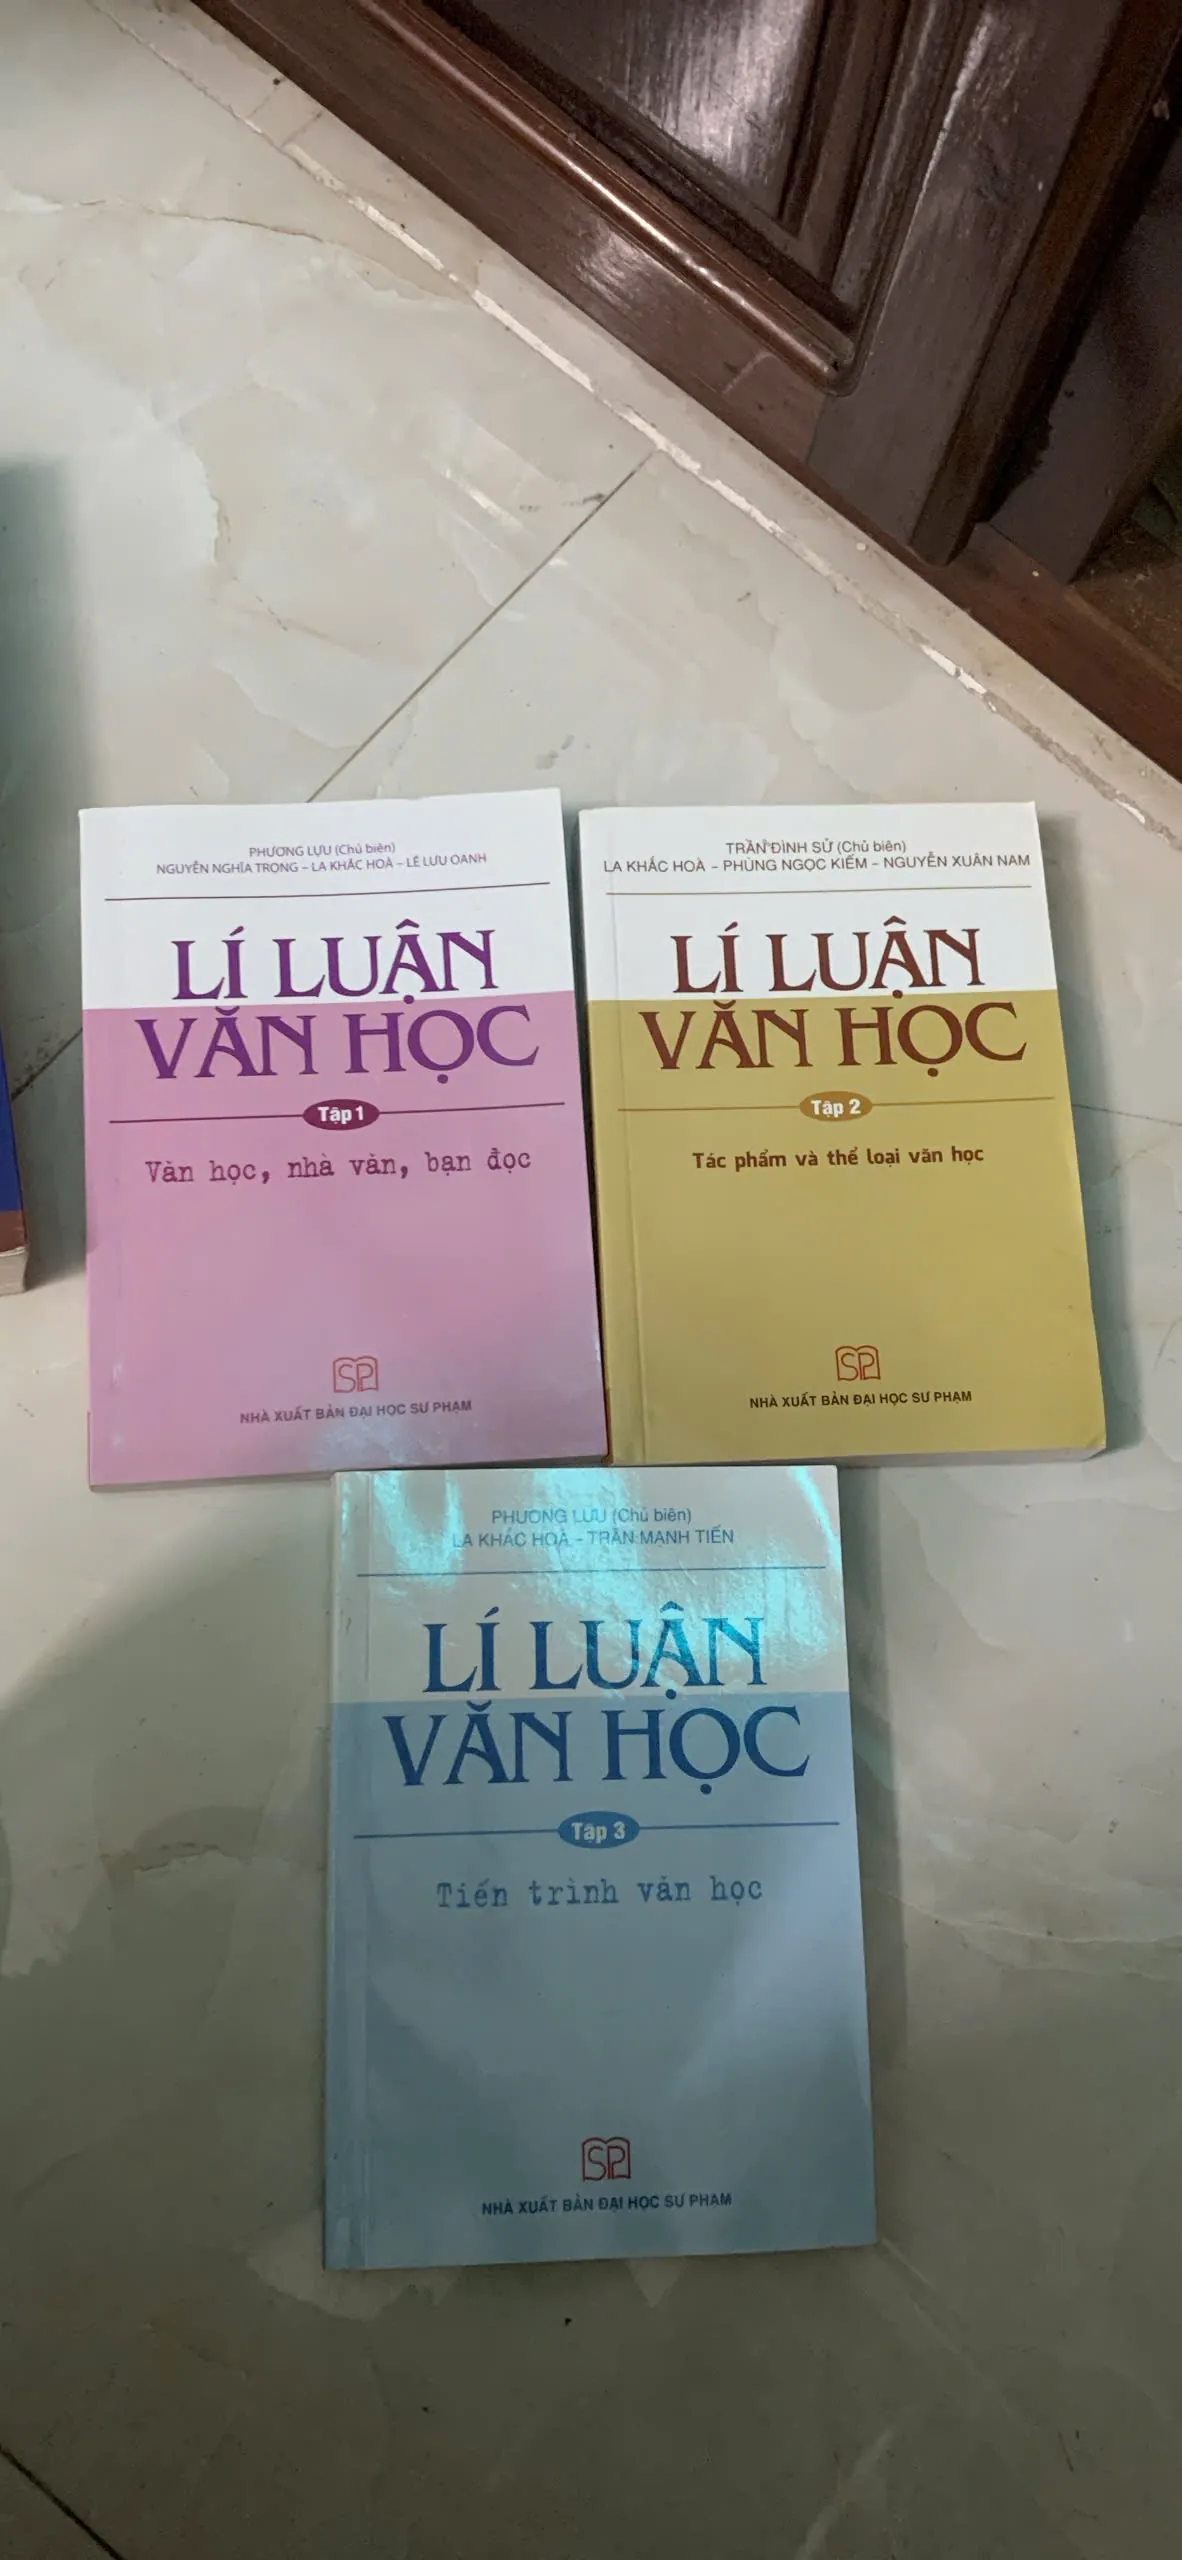 PHƯƠNG LỰU (Chủ biên)
NGUYỄN NGHĨA TRỌNG – LA KHẮC HOÀ – LÊ LƯU OANH
LÍ LUẬN
VĂN HỌC
Tập 1
Văn học, nhà văn, bạn đọc
SP
NHÀ XUẤT BẢN ĐẠI HỌC SƯ PHẠM
TRẦN ĐÌNH SỬ (Chủ biên)
LA KHẮC HOÀ – PHÙNG NGỌC KIẾM – NGUYỄN XUÂN NAM
LÍ LUẬN
VĂN HỌC
Tập 2
Tác phẩm và thể loại văn học
SP
NHÀ XUẤT BẢN ĐẠI HỌC SƯ PHẠM
PHƯƠNG LỰU (Chủ biên)
LA KHẮC HOÀ – TRẦN MẠNH TIẾN
LÍ LUẬN
VĂN HỌC
Tập 3
Tiến trình văn học
SP
NHÀ XUẤT BẢN ĐẠI HỌC SƯ PHẠM